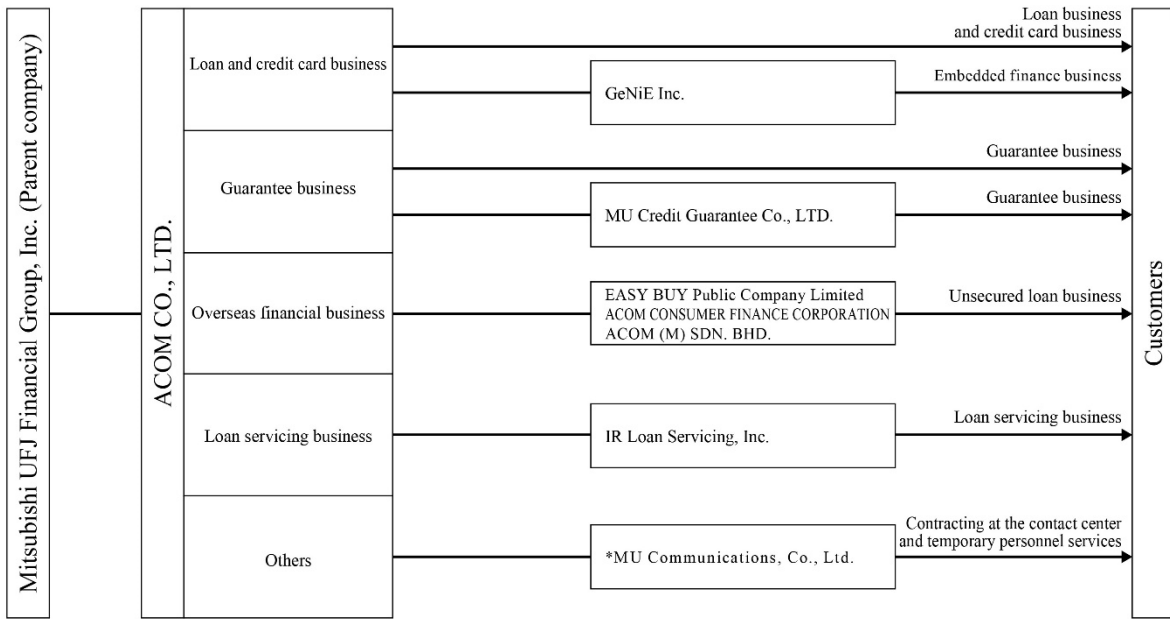 Mitsubishi UFJ Financial Group, Inc. (Parent company)
ACOM CO., LTD.
Loan and credit card business
Loan business
and credit card business
GeNiE Inc.
Embedded finance business
Guarantee business
Guarantee business
MU Credit Guarantee Co., LTD.
Guarantee business
Overseas financial business
EASY BUY Public Company Limited
ACOM CONSUMER FINANCE CORPORATION
ACOM (M) SDN. BHD.
Unsecured loan business
Loan servicing business
IR Loan Servicing, Inc.
Loan servicing business
Others
*MU Communications, Co., Ltd.
Contracting at the contact center
and temporary personnel services
Customers